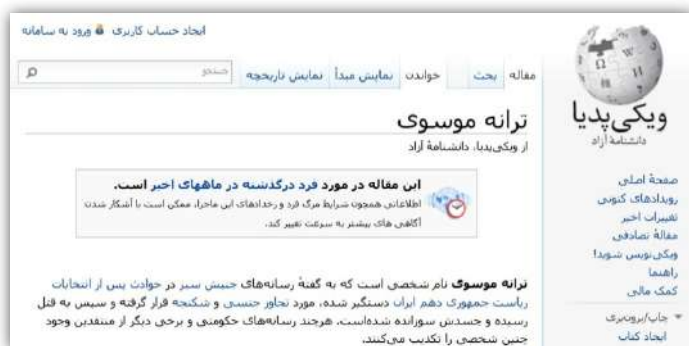 ایجاد حساب کاربری ورود به سامانه
مقاله بحث خواندن نمایش مبدأ نمایش تاریخچه جستجو
ترانه موسوی
از ویکی‌پدیا، دانشنامهٔ آزاد
این مقاله در مورد فرد درگذشته در ماههای اخیر است.
اطلاعاتی همچون شرایط مرگ فرد و رخدادهای این ماجرا، ممکن است با آشکار شدن
آگاهی های بیشتر به سرعت تغییر کند.
ترانه موسوی نام شخصی است که به گفتهٔ رسانه‌های جنبش سبز در حوادث پس از انتخابات
ریاست جمهوری دهم ایران دستگیر شده، مورد تجاوز جنسی و شکنجه قرار گرفته و سپس به قتل
رسیده و جسدش سوزانده شده‌است. هرچند رسانه‌های حکومتی و برخی دیگر از منتقدین وجود
چنین شخصی را تکذیب می‌کنند.
ویکی‌پدیا
دانشنامهٔ آزاد
صفحهٔ اصلی
رویدادهای کنونی
تغییرات اخیر
مقالهٔ تصادفی
ویکی‌نویس شوید!
راهنما
کمک مالی
چاپ/برون‌بری
ایجاد کتاب